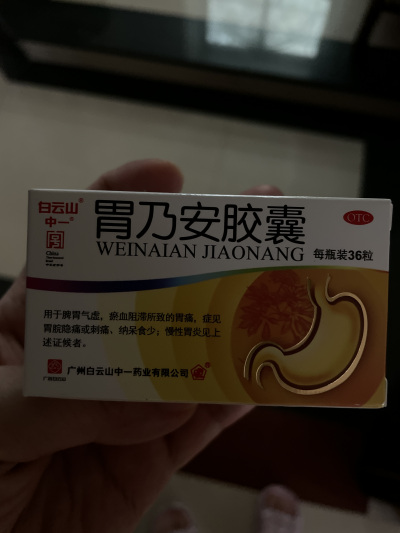 白云山®
中一®
胃乃安胶囊
OTC
WEINAIAN JIAONANG
每瓶装36粒
用于脾胃气虚，瘀血阻滞所致的胃痛，症见
胃脘隐痛或刺痛、纳呆食少；慢性胃炎见上
述证候者。
广州白云山中一药业有限公司